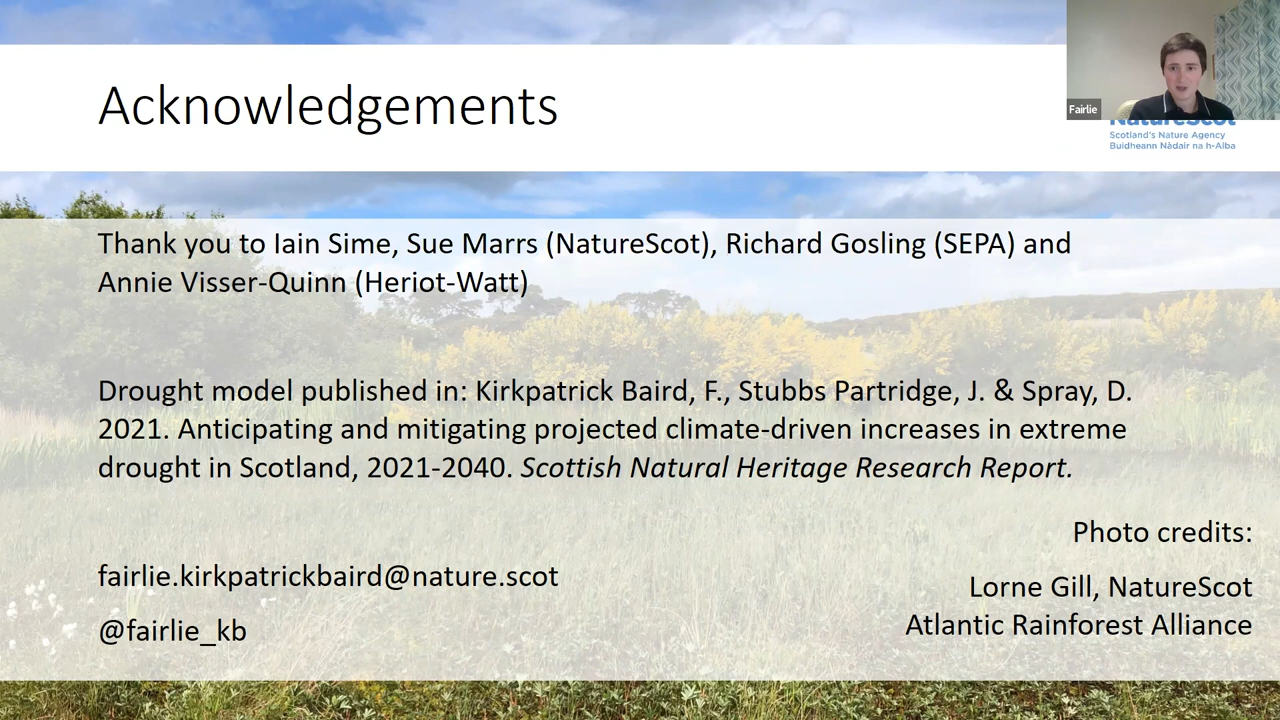 Acknowledgements
Fairlie
NatureScot
Scotland's Nature Agency
Buidheann Nàdair na h-Alba
Thank you to Iain Sime, Sue Marrs (NatureScot), Richard Gosling (SEPA) and
Annie Visser-Quinn (Heriot-Watt)
Drought model published in: Kirkpatrick Baird, F., Stubbs Partridge, J. & Spray, D.
2021. Anticipating and mitigating projected climate-driven increases in extreme
drought in Scotland, 2021-2040. Scottish Natural Heritage Research Report.
fairlie.kirkpatrickbaird@nature.scot
@fairlie_kb
Photo credits:
Lorne Gill, NatureScot
Atlantic Rainforest Alliance